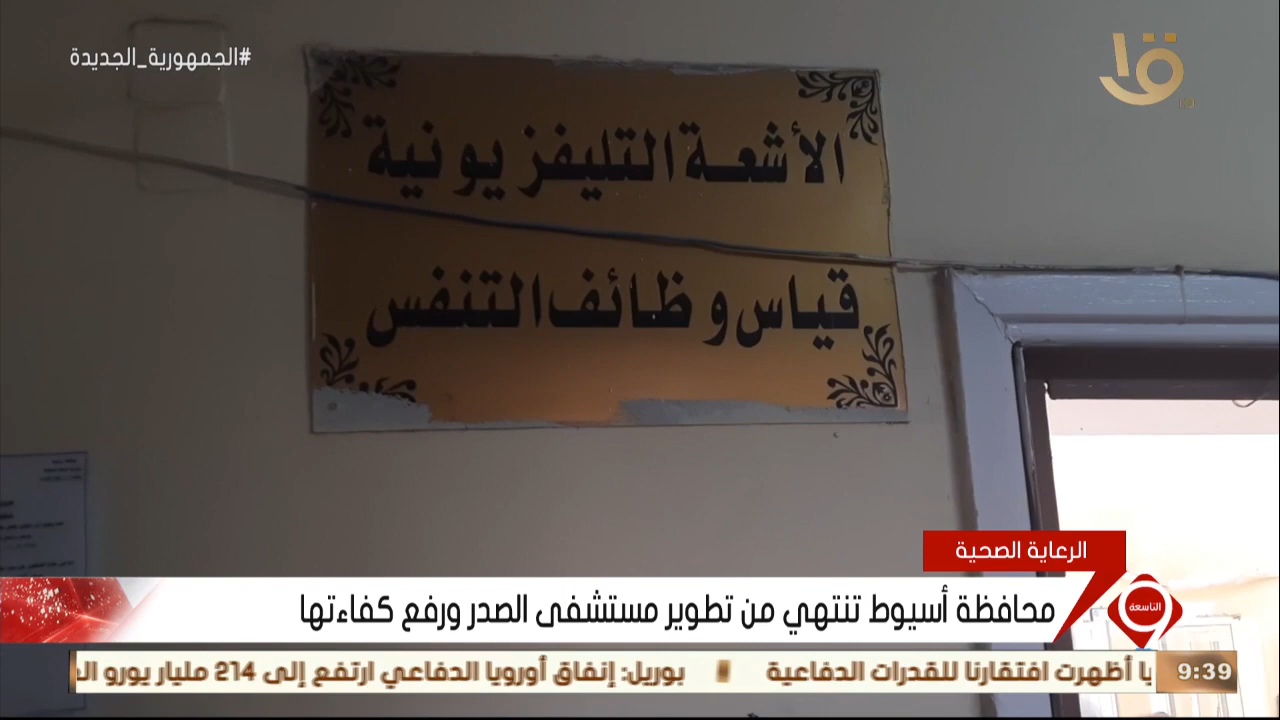 #الجمهورية_الجديدة
الأشعة التليفزيونية
قياس وظائف التنفس
الرعاية الصحية
التاسعة
محافظة أسيوط تنتهي من تطوير مستشفى الصدر ورفع كفاءتها
9:39
يا أظهرت افتقارنا للقدرات الدفاعية
بوريل: إنفاق أوروبا الدفاعي ارتفع إلى 214 مليار يورو